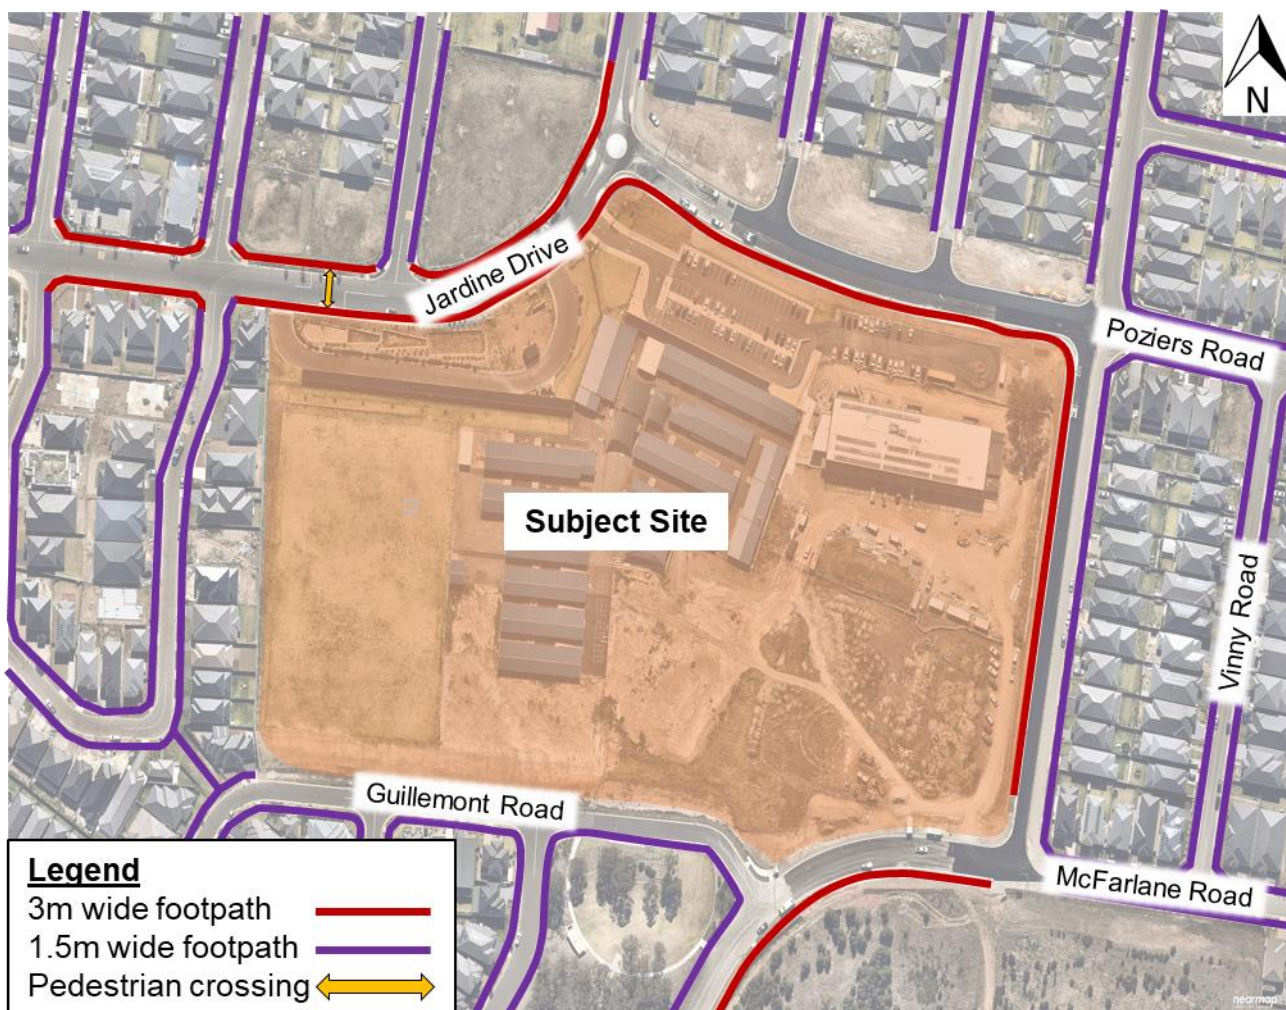 N
Jardine Drive
Poziers Road
Subject Site
Vinny Road
Guillemont Road
McFarlane Road
Legend
3m wide footpath
1.5m wide footpath
Pedestrian crossing
nearmap